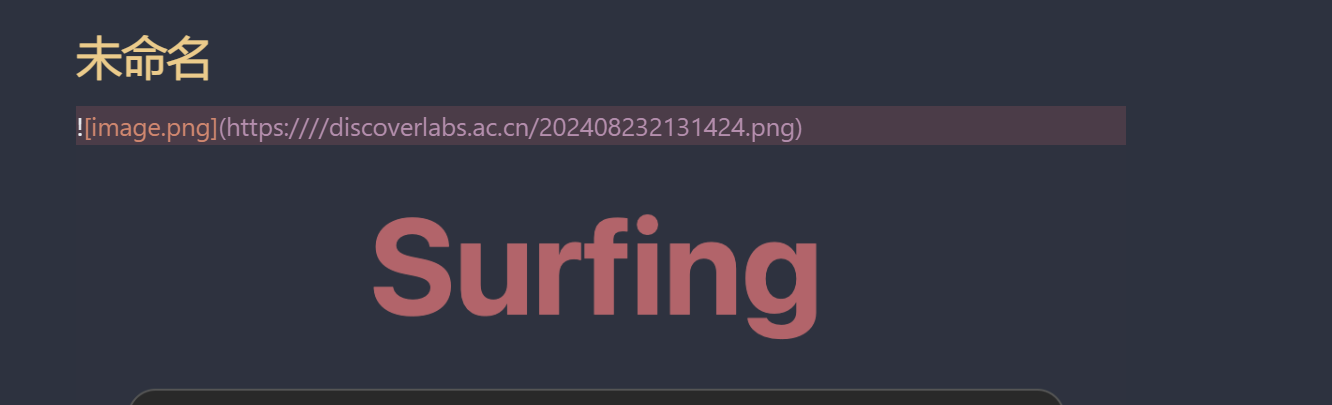 未命名
![image.png](https:////discoverlabs.ac.cn/202408232131424.png)
Surfing